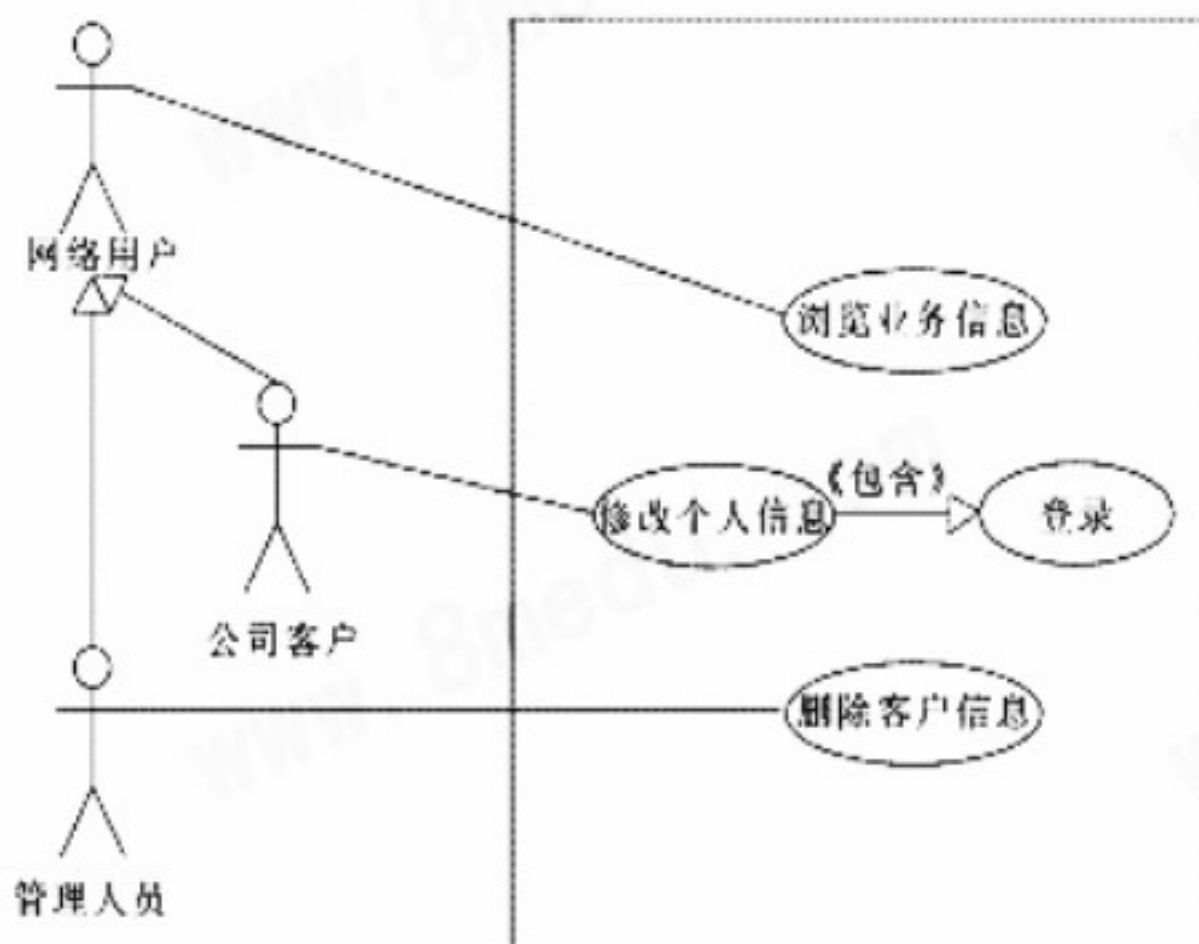 网络用户
浏览业务信息
修改个人信息
《包含》
登录
公司客户
删除客户信息
管理人员